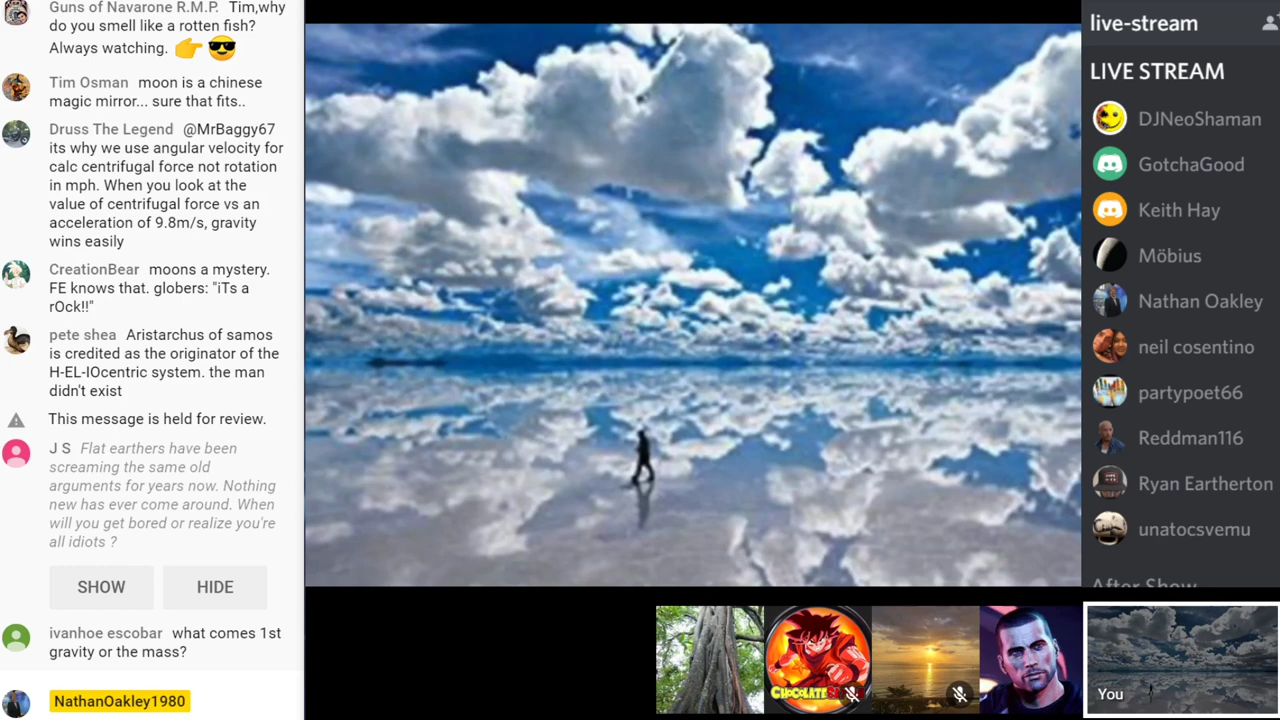 Guns of Navarone R.M.P. Tim,why
do you smell like a rotten fish?
Always watching. 👉😎
Tim Osman moon is a chinese
magic mirror... sure that fits..
Druss The Legend @MrBaggy67
its why we use angular velocity for
calc centrifugal force not rotation
in mph. When you look at the
value of centrifugal force vs an
acceleration of 9.8m/s, gravity
wins easily
CreationBear moons a mystery.
FE knows that. globers: "iTs a
rOck!!"
pete shea Aristarchus of samos
is credited as the originator of the
H-EL-IOcentric system. the man
didn't exist
This message is held for review.
J S Flat earthers have been
screaming the same old
arguments for years now. Nothing
new has ever come around. When
will you get bored or realize you're
all idiots ?
SHOW HIDE
ivanhoe escobar what comes 1st
gravity or the mass?
NathanOakley1980
live-stream
LIVE STREAM
DJNeoShaman
GotchaGood
Keith Hay
Möbius
Nathan Oakley
neil cosentino
partypoet66
Reddman116
Ryan Eartherton
unatocsvemu
After Show
You